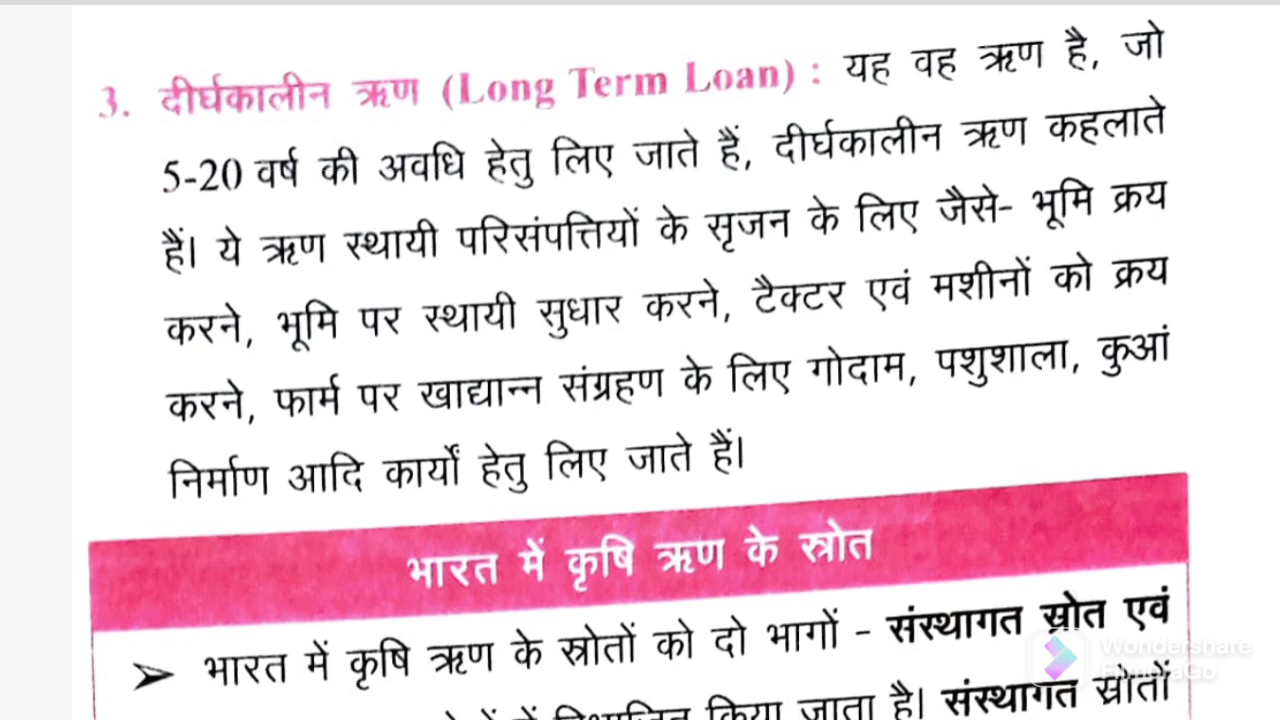 3. दीर्घकालीन ऋण (Long Term Loan) : यह वह ऋण है, जो
5-20 वर्ष की अवधि हेतु लिए जाते हैं, दीर्घकालीन ऋण कहलाते
हैं। ये ऋण स्थायी परिसंपत्तियों के सृजन के लिए जैसे- भूमि क्रय
करने, भूमि पर स्थायी सुधार करने, टैक्टर एवं मशीनों को क्रय
करने, फार्म पर खाद्यान्न संग्रहण के लिए गोदाम, पशुशाला, कुआं
निर्माण आदि कार्यों हेतु लिए जाते हैं।
भारत में कृषि ऋण के स्रोत
➢ भारत में कृषि ऋण के स्रोतों को दो भागों - संस्थागत स्रोत एवं
किया जाता है। संस्थागत स्रोतों
Wondershare
FilmoraGo